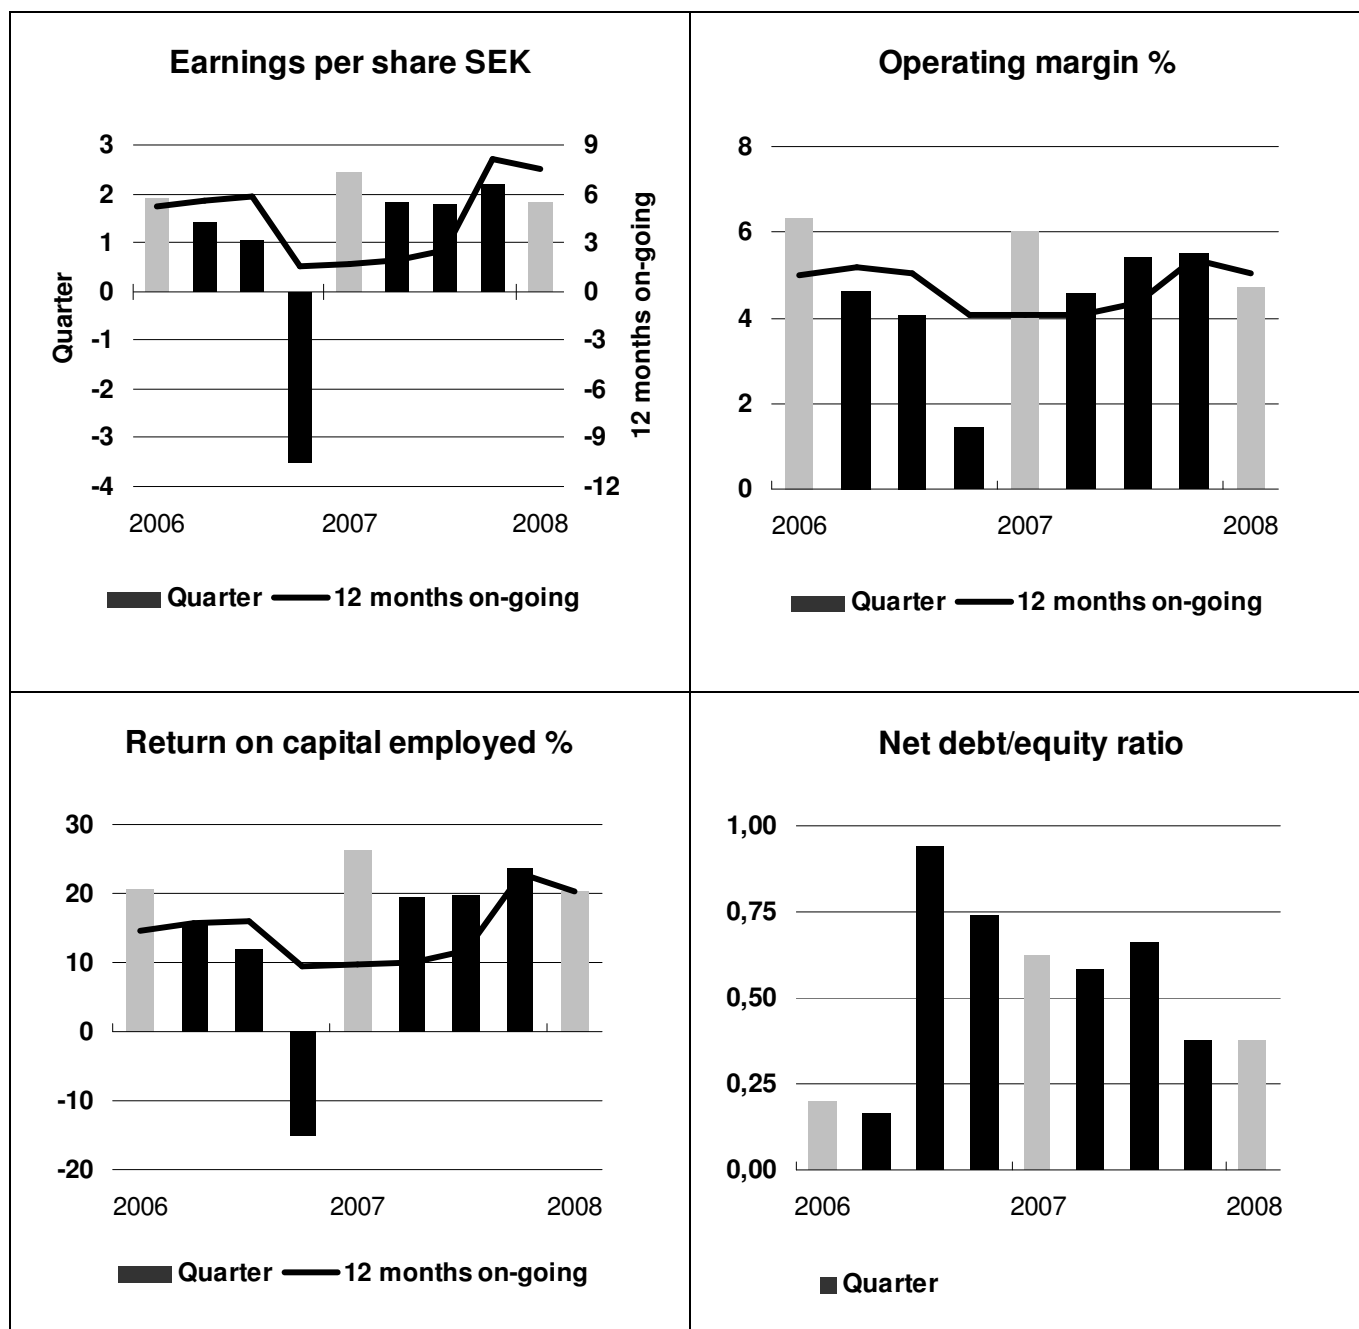 Earnings per share SEK
3
2
1
0
-1
-2
-3
-4
Quarter
9
6
3
0
-3
-6
-9
-12
12 months on-going
2006 2007 2008
Quarter 12 months on-going
Operating margin %
8
6
4
2
0
2006 2007 2008
Quarter 12 months on-going
Return on capital employed %
30
20
10
0
-10
-20
2006 2007 2008
Quarter 12 months on-going
Net debt/equity ratio
1,00
0,75
0,50
0,25
0,00
2006 2007 2008
Quarter